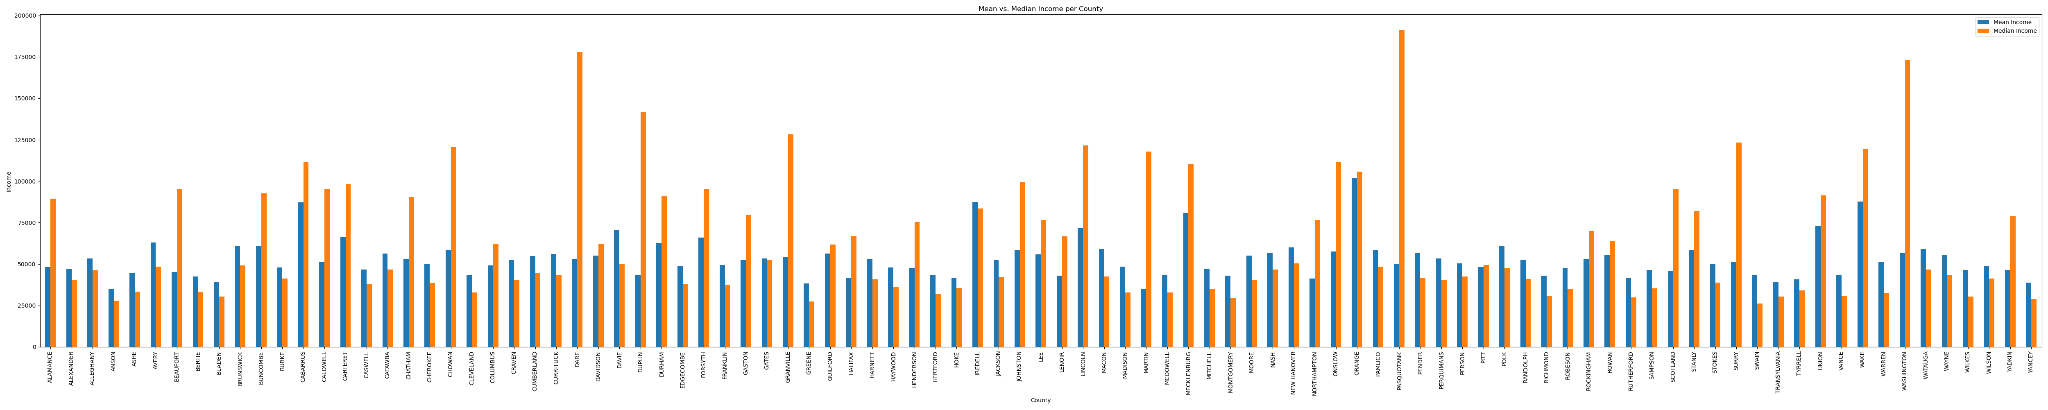 Mean vs. Median Income per County
Mean Income
Median Income
200000
175000
150000
125000
100000
75000
50000
25000
0
Income
ALAMANCE
ALEXANDER
ALLEGHANY
ANSON
ASHE
AVERY
BEAUFORT
BERTIE
BLADEN
BRUNSWICK
BUNCOMBE
BURKE
CABARRUS
CALDWELL
CARTERET
CASWELL
CATAWBA
CHATHAM
CHEROKEE
CHOWAN
CLEVELAND
COLUMBUS
CRAVEN
CUMBERLAND
CURRITUCK
DARE
DAVIDSON
DAVIE
DUPLIN
DURHAM
EDGECOMBE
FORSYTH
FRANKLIN
GASTON
GATES
GRANVILLE
GREENE
GUILFORD
HALIFAX
HARNETT
HAYWOOD
HENDERSON
HERTFORD
HOKE
IREDELL
JACKSON
JOHNSTON
LEE
LENOIR
LINCOLN
MACON
MADISON
MARTIN
MCDOWELL
MECKLENBURG
MITCHELL
MONTGOMERY
MOORE
NASH
NEW HANOVER
NORTHAMPTON
ONSLOW
ORANGE
PAMLICO
PASQUOTANK
PENDER
PERQUIMANS
PERSON
PITT
POLK
RANDOLPH
RICHMOND
ROBESON
ROCKINGHAM
ROWAN
RUTHERFORD
SAMPSON
SCOTLAND
STANLY
STOKES
SURRY
SWAIN
TRANSYLVANIA
TYRRELL
UNION
VANCE
WAKE
WARREN
WASHINGTON
WATAUGA
WAYNE
WILKES
WILSON
YADKIN
YANCEY
County